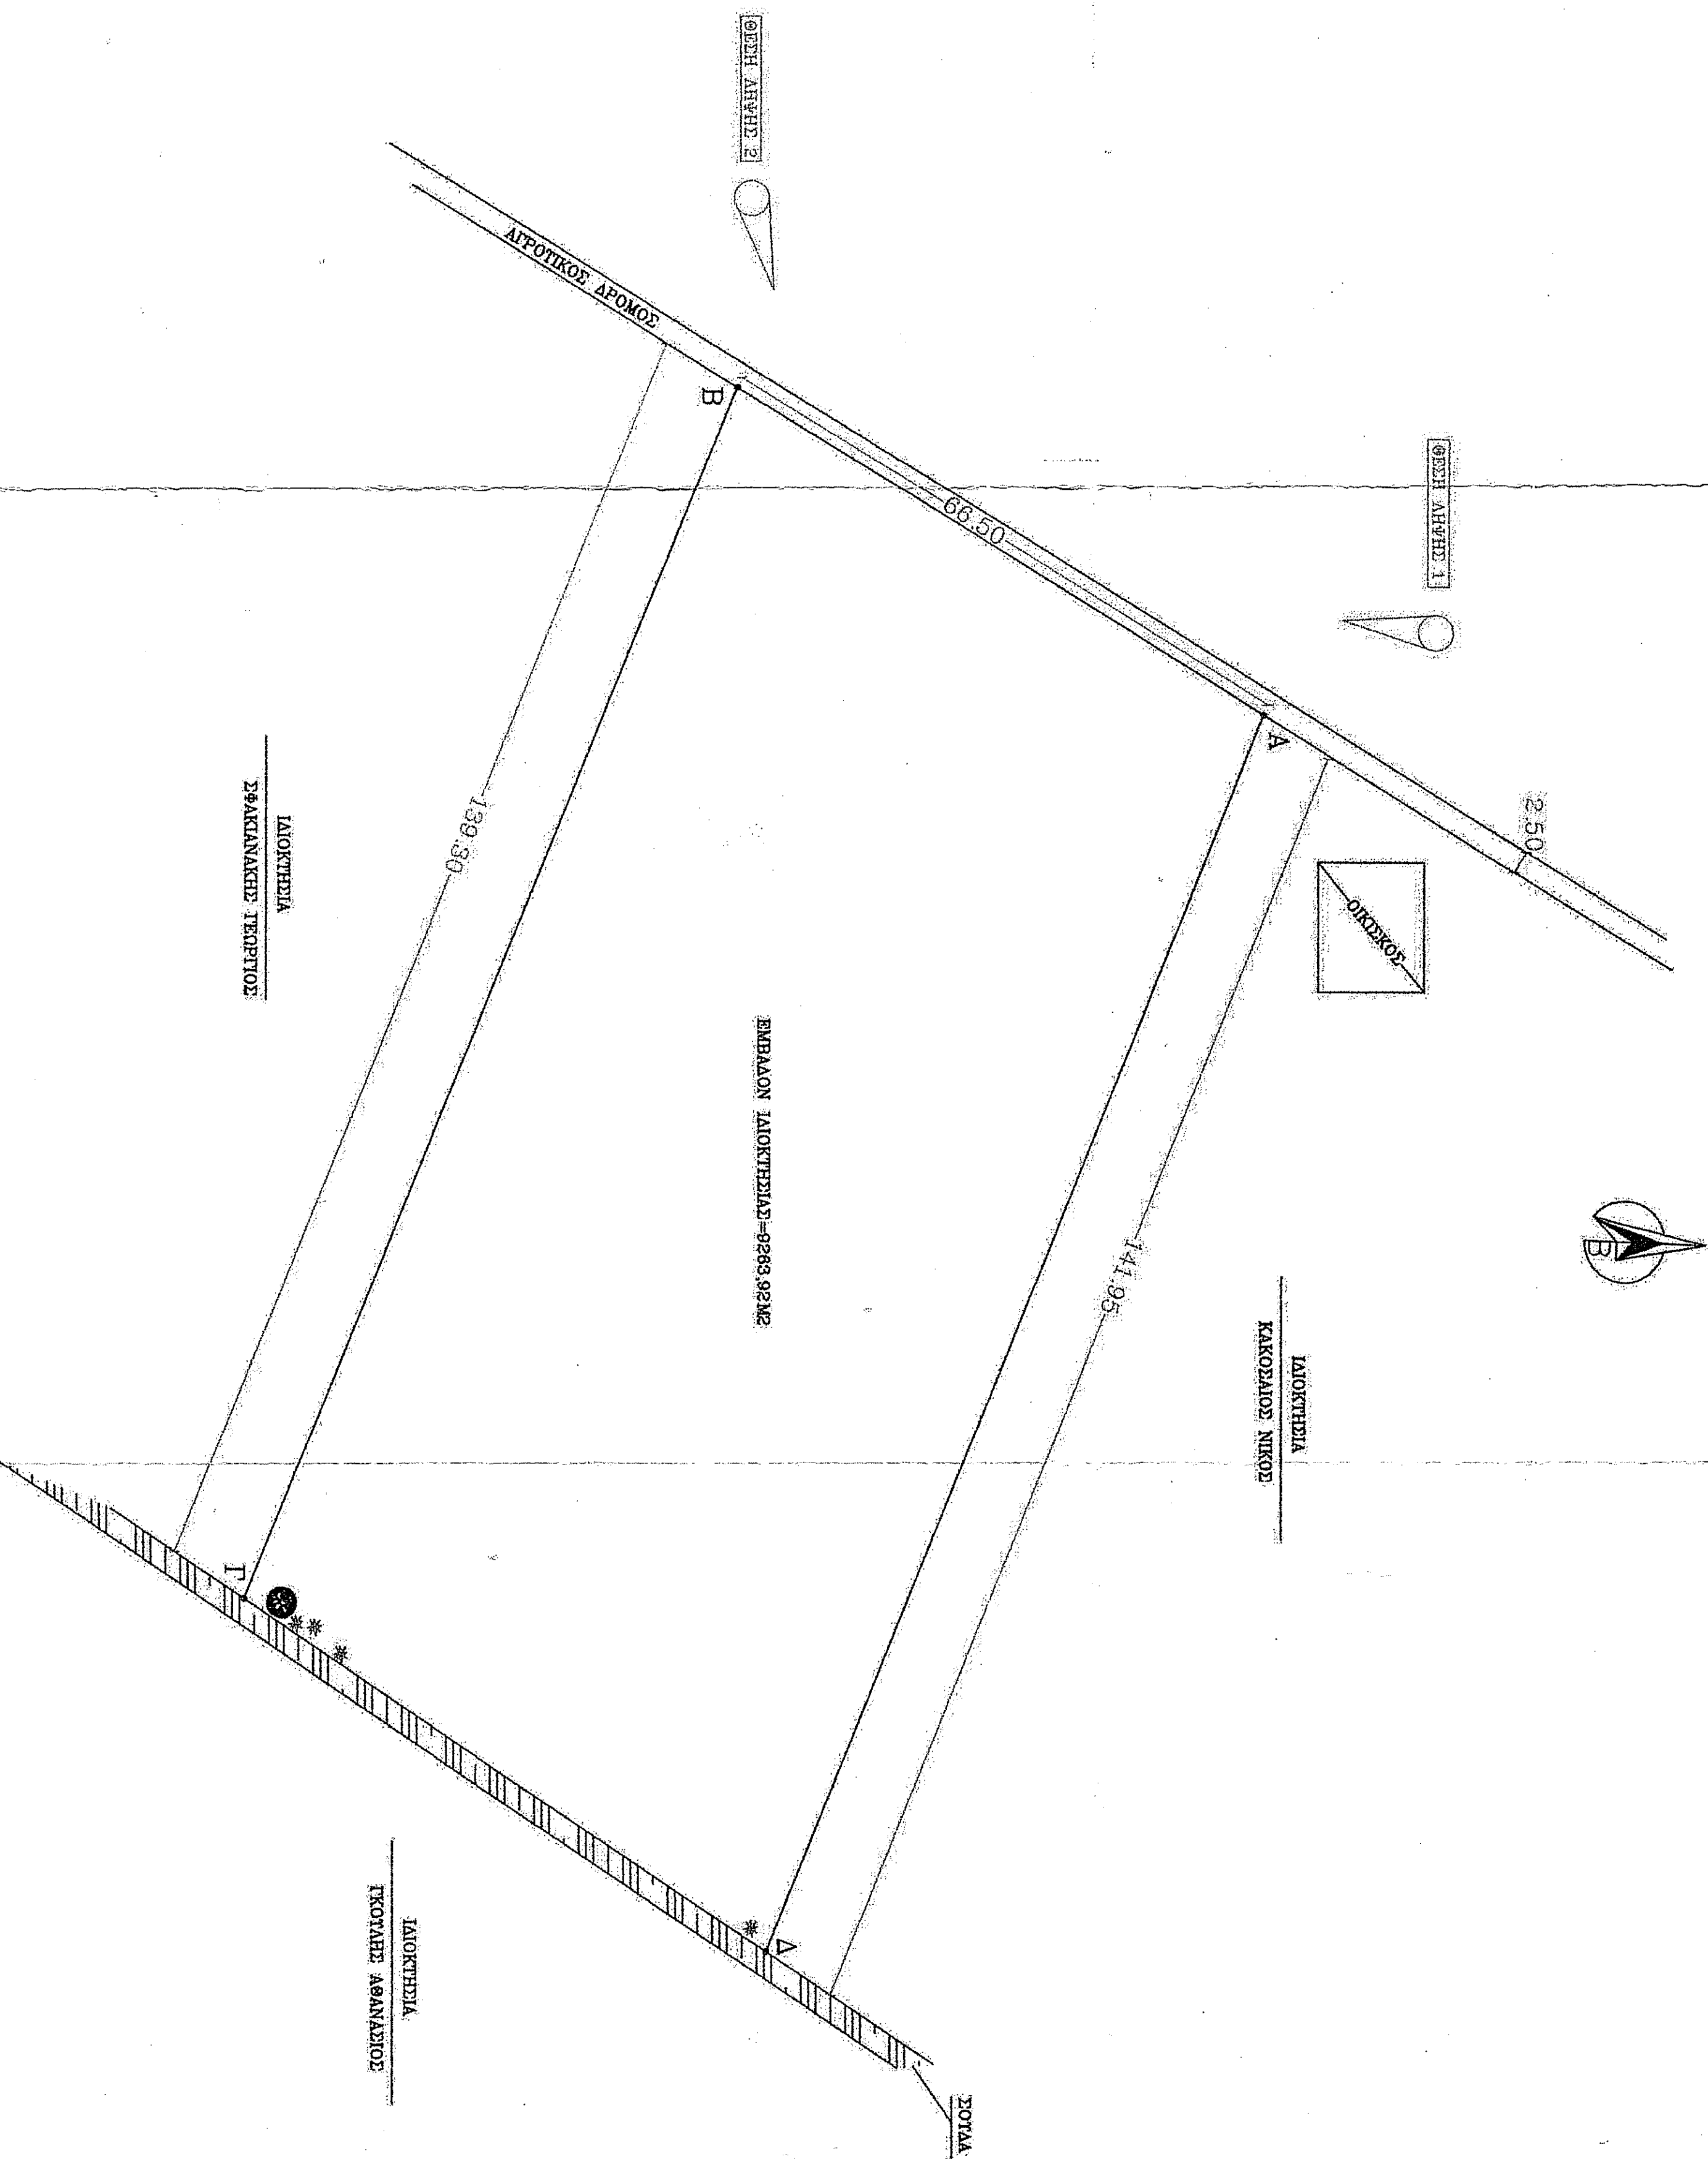 ΘΕΣΗ ΛΗΨΗΣ 1
ΘΕΣΗ ΛΗΨΗΣ 2
2.50
ΟΙΚΙΣΚΟΣ
Β
Α
66.50
ΑΓΡΟΤΙΚΟΣ ΔΡΟΜΟΣ
Β
141.95
ΙΔΙΟΚΤΗΣΙΑ
ΚΑΚΟΣΑΙΟΣ ΝΙΚΟΣ
ΕΜΒΑΔΟΝ ΙΔΙΟΚΤΗΣΙΑΣ=9263.92Μ2
139.30
ΙΔΙΟΚΤΗΣΙΑ
ΣΦΑΚΙΑΝΑΚΗΣ ΓΕΩΡΓΙΟΣ
ΣΟΥΔΑ
Δ
Γ
ΙΔΙΟΚΤΗΣΙΑ
ΓΚΟΥΛΗΣ ΑΘΑΝΑΣΙΟΣ